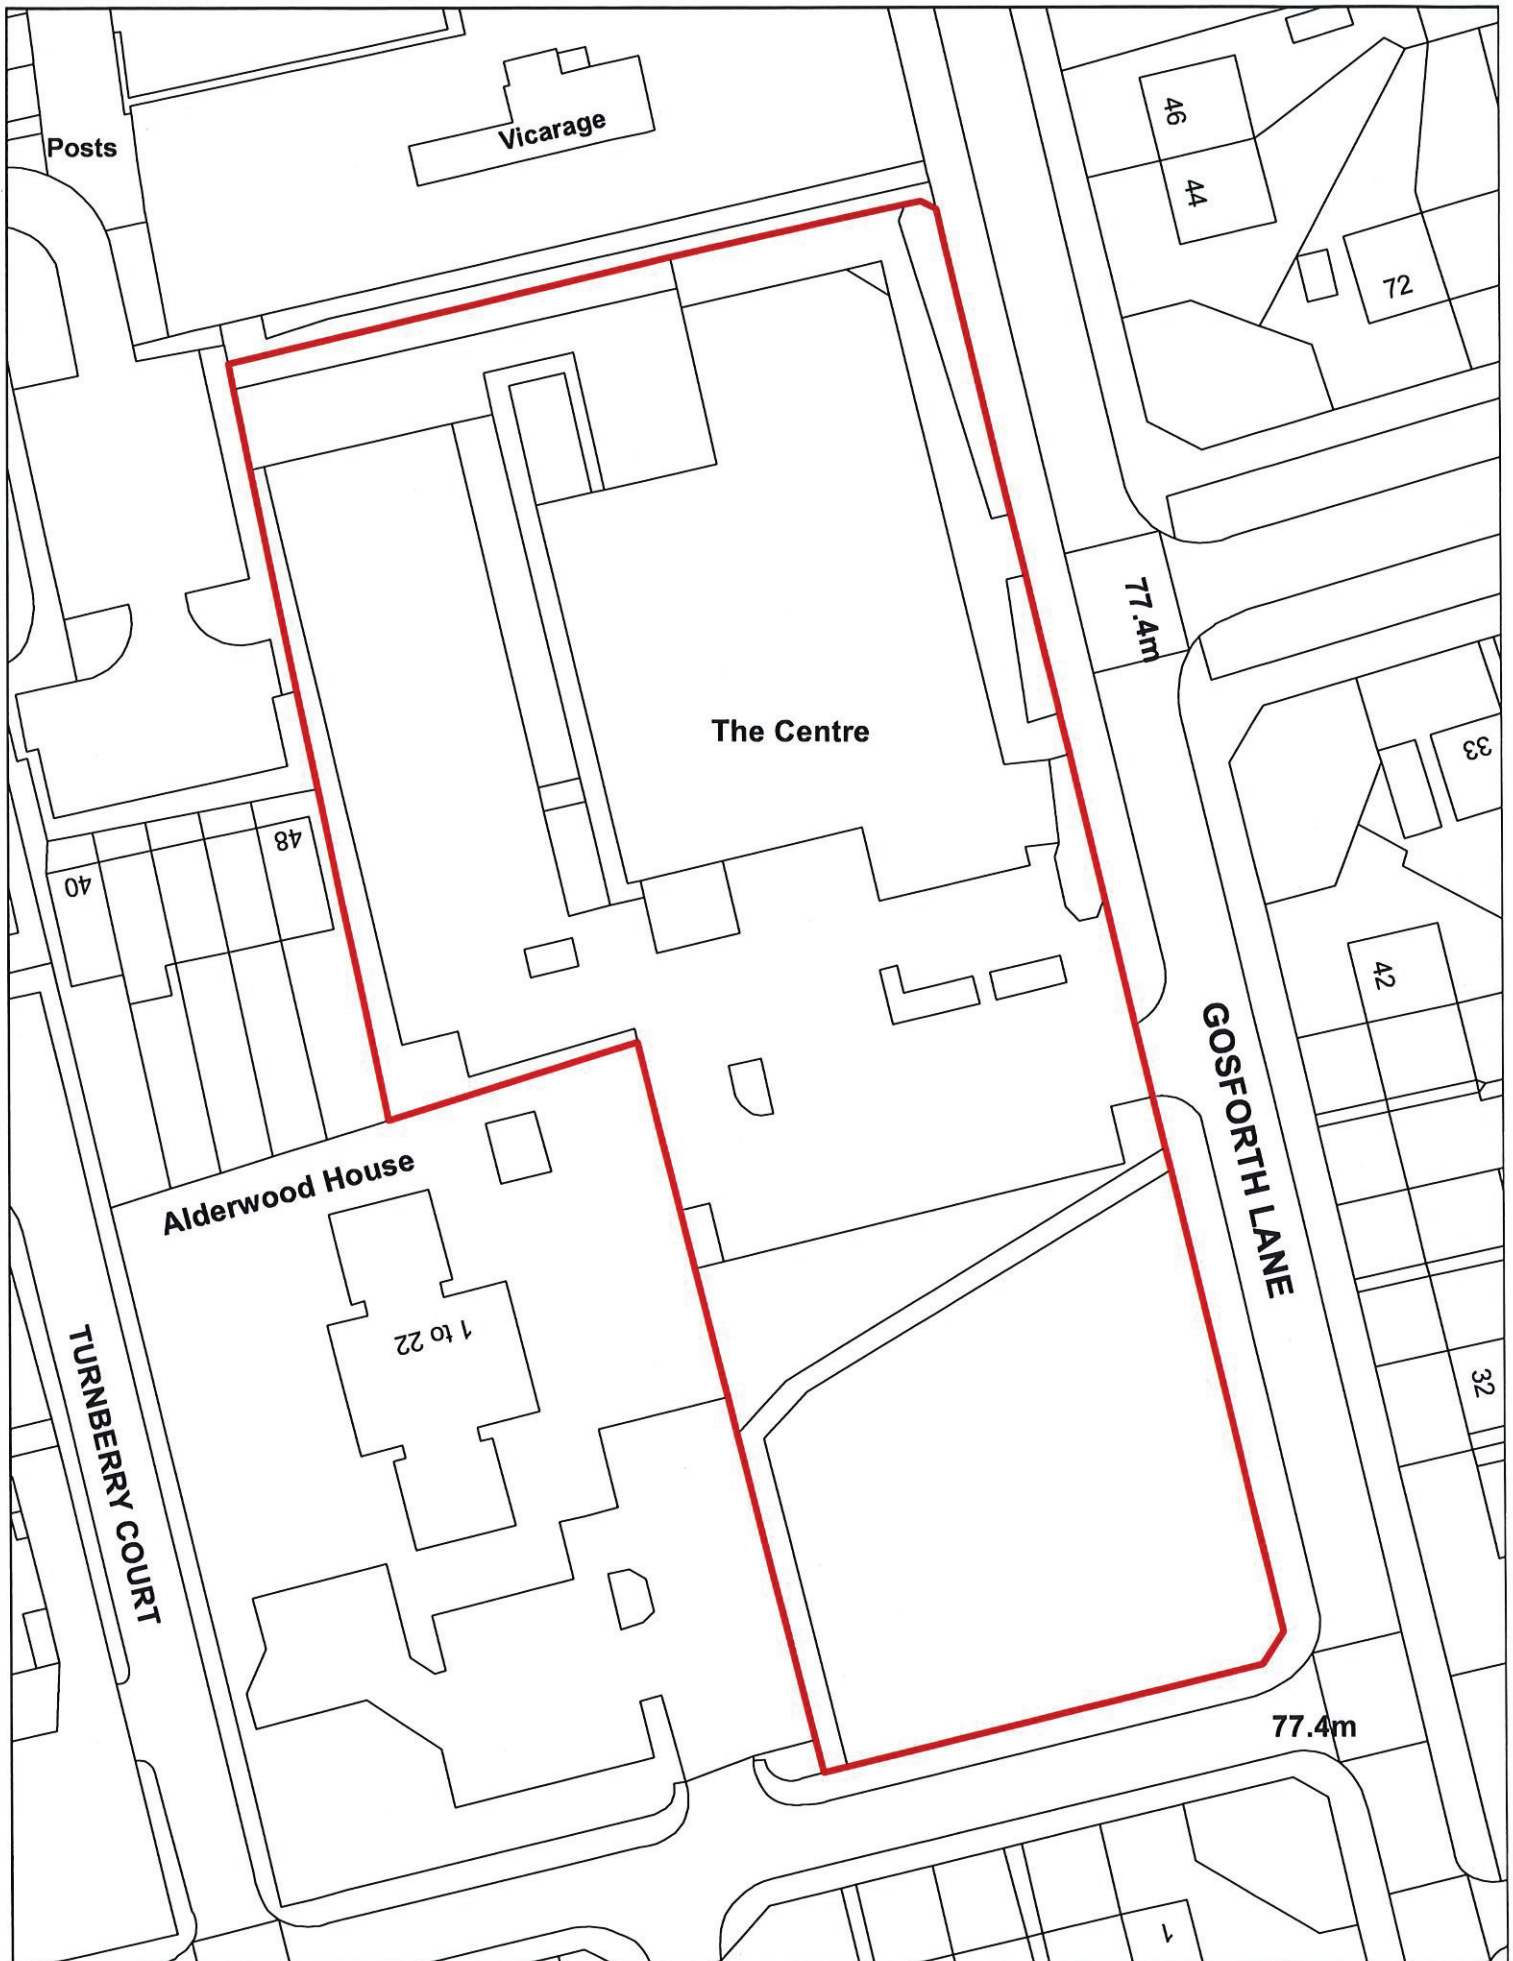 Posts
Vicarage
46
44
72
77.4m
The Centre
33
48
40
42
GOSFORTH LANE
Alderwood House
1 to 22
TURNBERRY COURT
32
77.4m
1